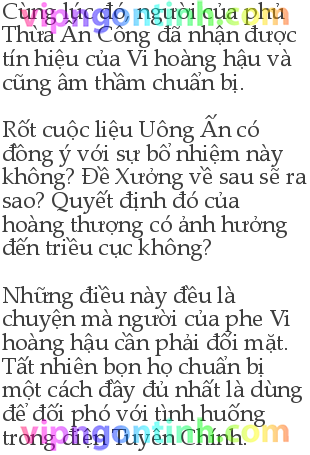 Cùng lúc đó, người của phủ
Thừa Ân Công đã nhận được
tín hiệu của Vi hoàng hậu và
cũng âm thầm chuẩn bị.
Rốt cuộc liệu Uông Ấn có
đồng ý với sự bổ nhiệm này
không? Đề Xưởng về sau sẽ ra
sao? Quyết định đó của
hoàng thượng có ảnh hưởng
đến triều cục không?
Những điều này đều là
chuyện mà người của phe Vi
hoàng hậu cần phải đối mặt.
Tất nhiên bọn họ chuẩn bị
một cách đầy đủ nhất là dùng
để đối phó với tình huống
trong điện Tuyên Chính.
vipngontinh.com
vipngontinh.com